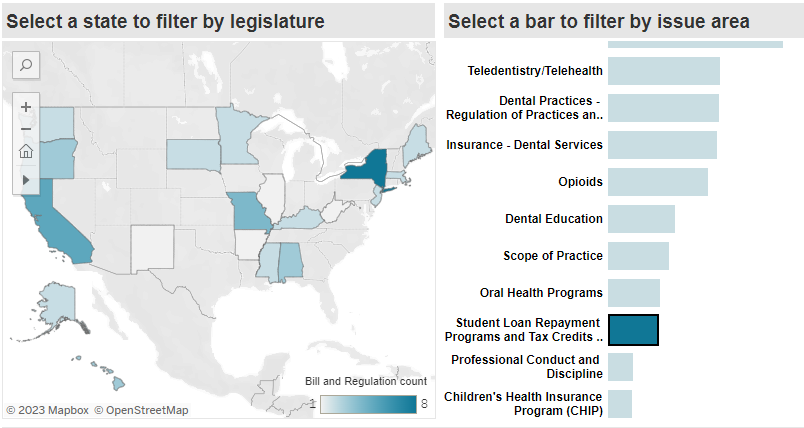 Select a state to filter by legislature
Select a bar to filter by issue area
Bill and Regulation count
1
8
© 2023 Mapbox © OpenStreetMap
Teledentistry/Telehealth
Dental Practices -
Regulation of Practices an..
Insurance - Dental Services
Opioids
Dental Education
Scope of Practice
Oral Health Programs
Student Loan Repayment
Programs and Tax Credits ..
Professional Conduct and
Discipline
Children's Health Insurance
Program (CHIP)